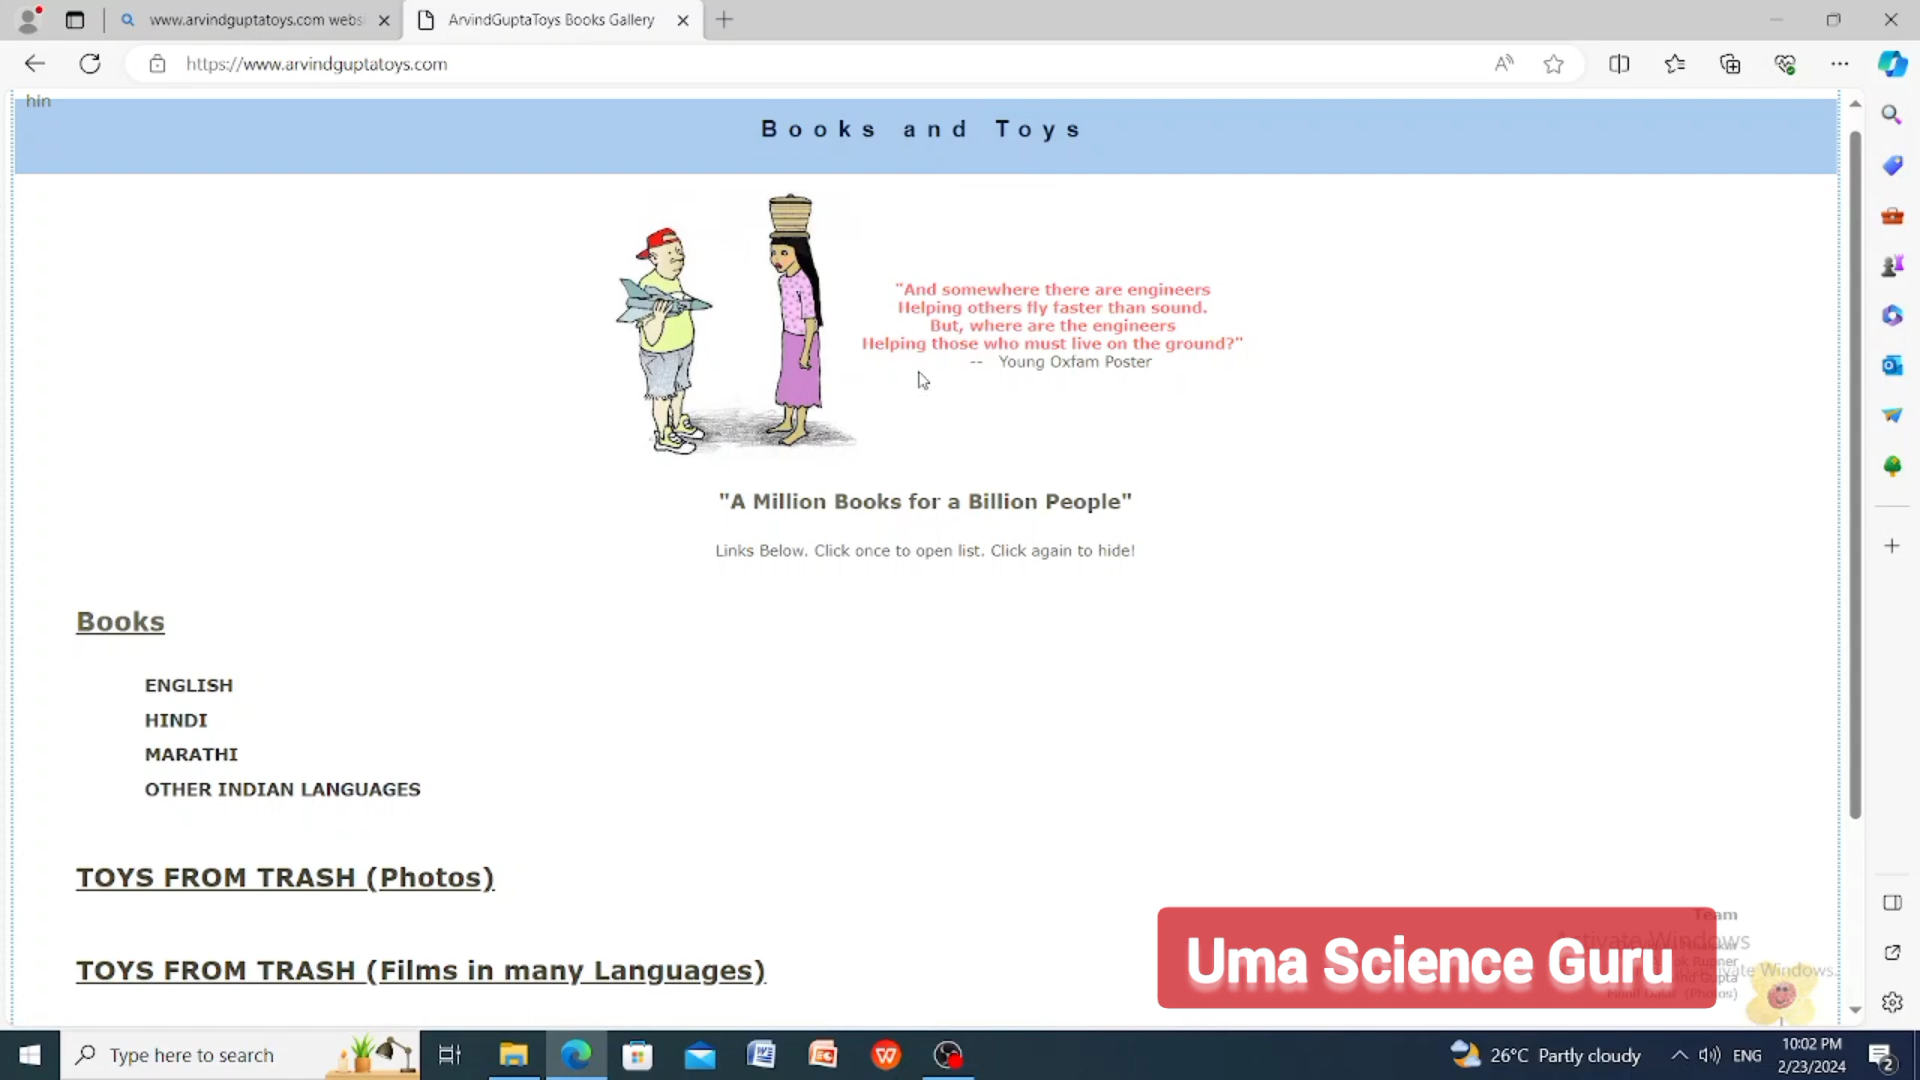 www.arvindguptatoys.com websi
ArvindGuptaToys Books Gallery
https://www.arvindguptatoys.com
hin
Books and Toys
"And somewhere there are engineers
Helping others fly faster than sound.
But, where are the engineers
Helping those who must live on the ground?"
-- Young Oxfam Poster
"A Million Books for a Billion People"
Links Below. Click once to open list. Click again to hide!
Books
ENGLISH
HINDI
MARATHI
OTHER INDIAN LANGUAGES
TOYS FROM TRASH (Photos)
TOYS FROM TRASH (Films in many Languages)
Team
Uma Science Guru
Type here to search
26°C Partly cloudy
ENG
10:02 PM
2/23/2024
2